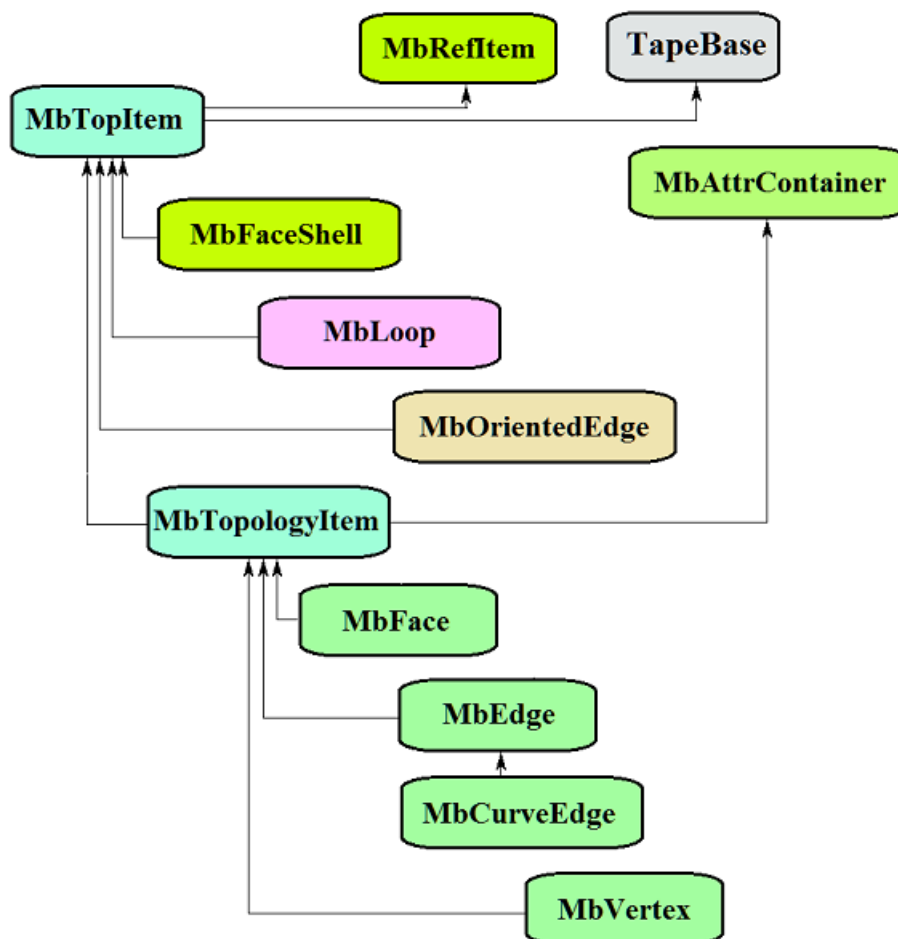 MbRefItem
TapeBase
MbTopItem
MbAttrContainer
MbFaceShell
MbLoop
MbOrientedEdge
MbTopologyItem
MbFace
MbEdge
MbCurveEdge
MbVertex